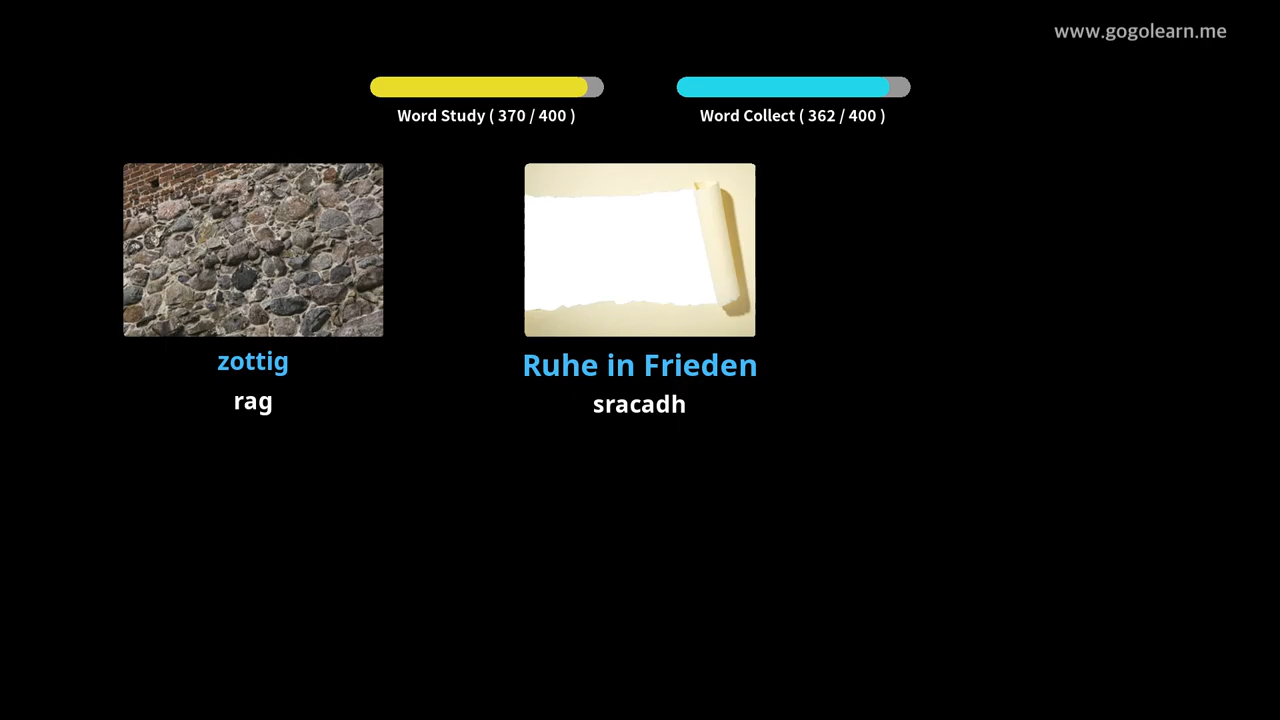 www.gogolearn.me
Word Study ( 370 / 400 )
Word Collect ( 362 / 400 )
zottig
rag
Ruhe in Frieden
sracadh